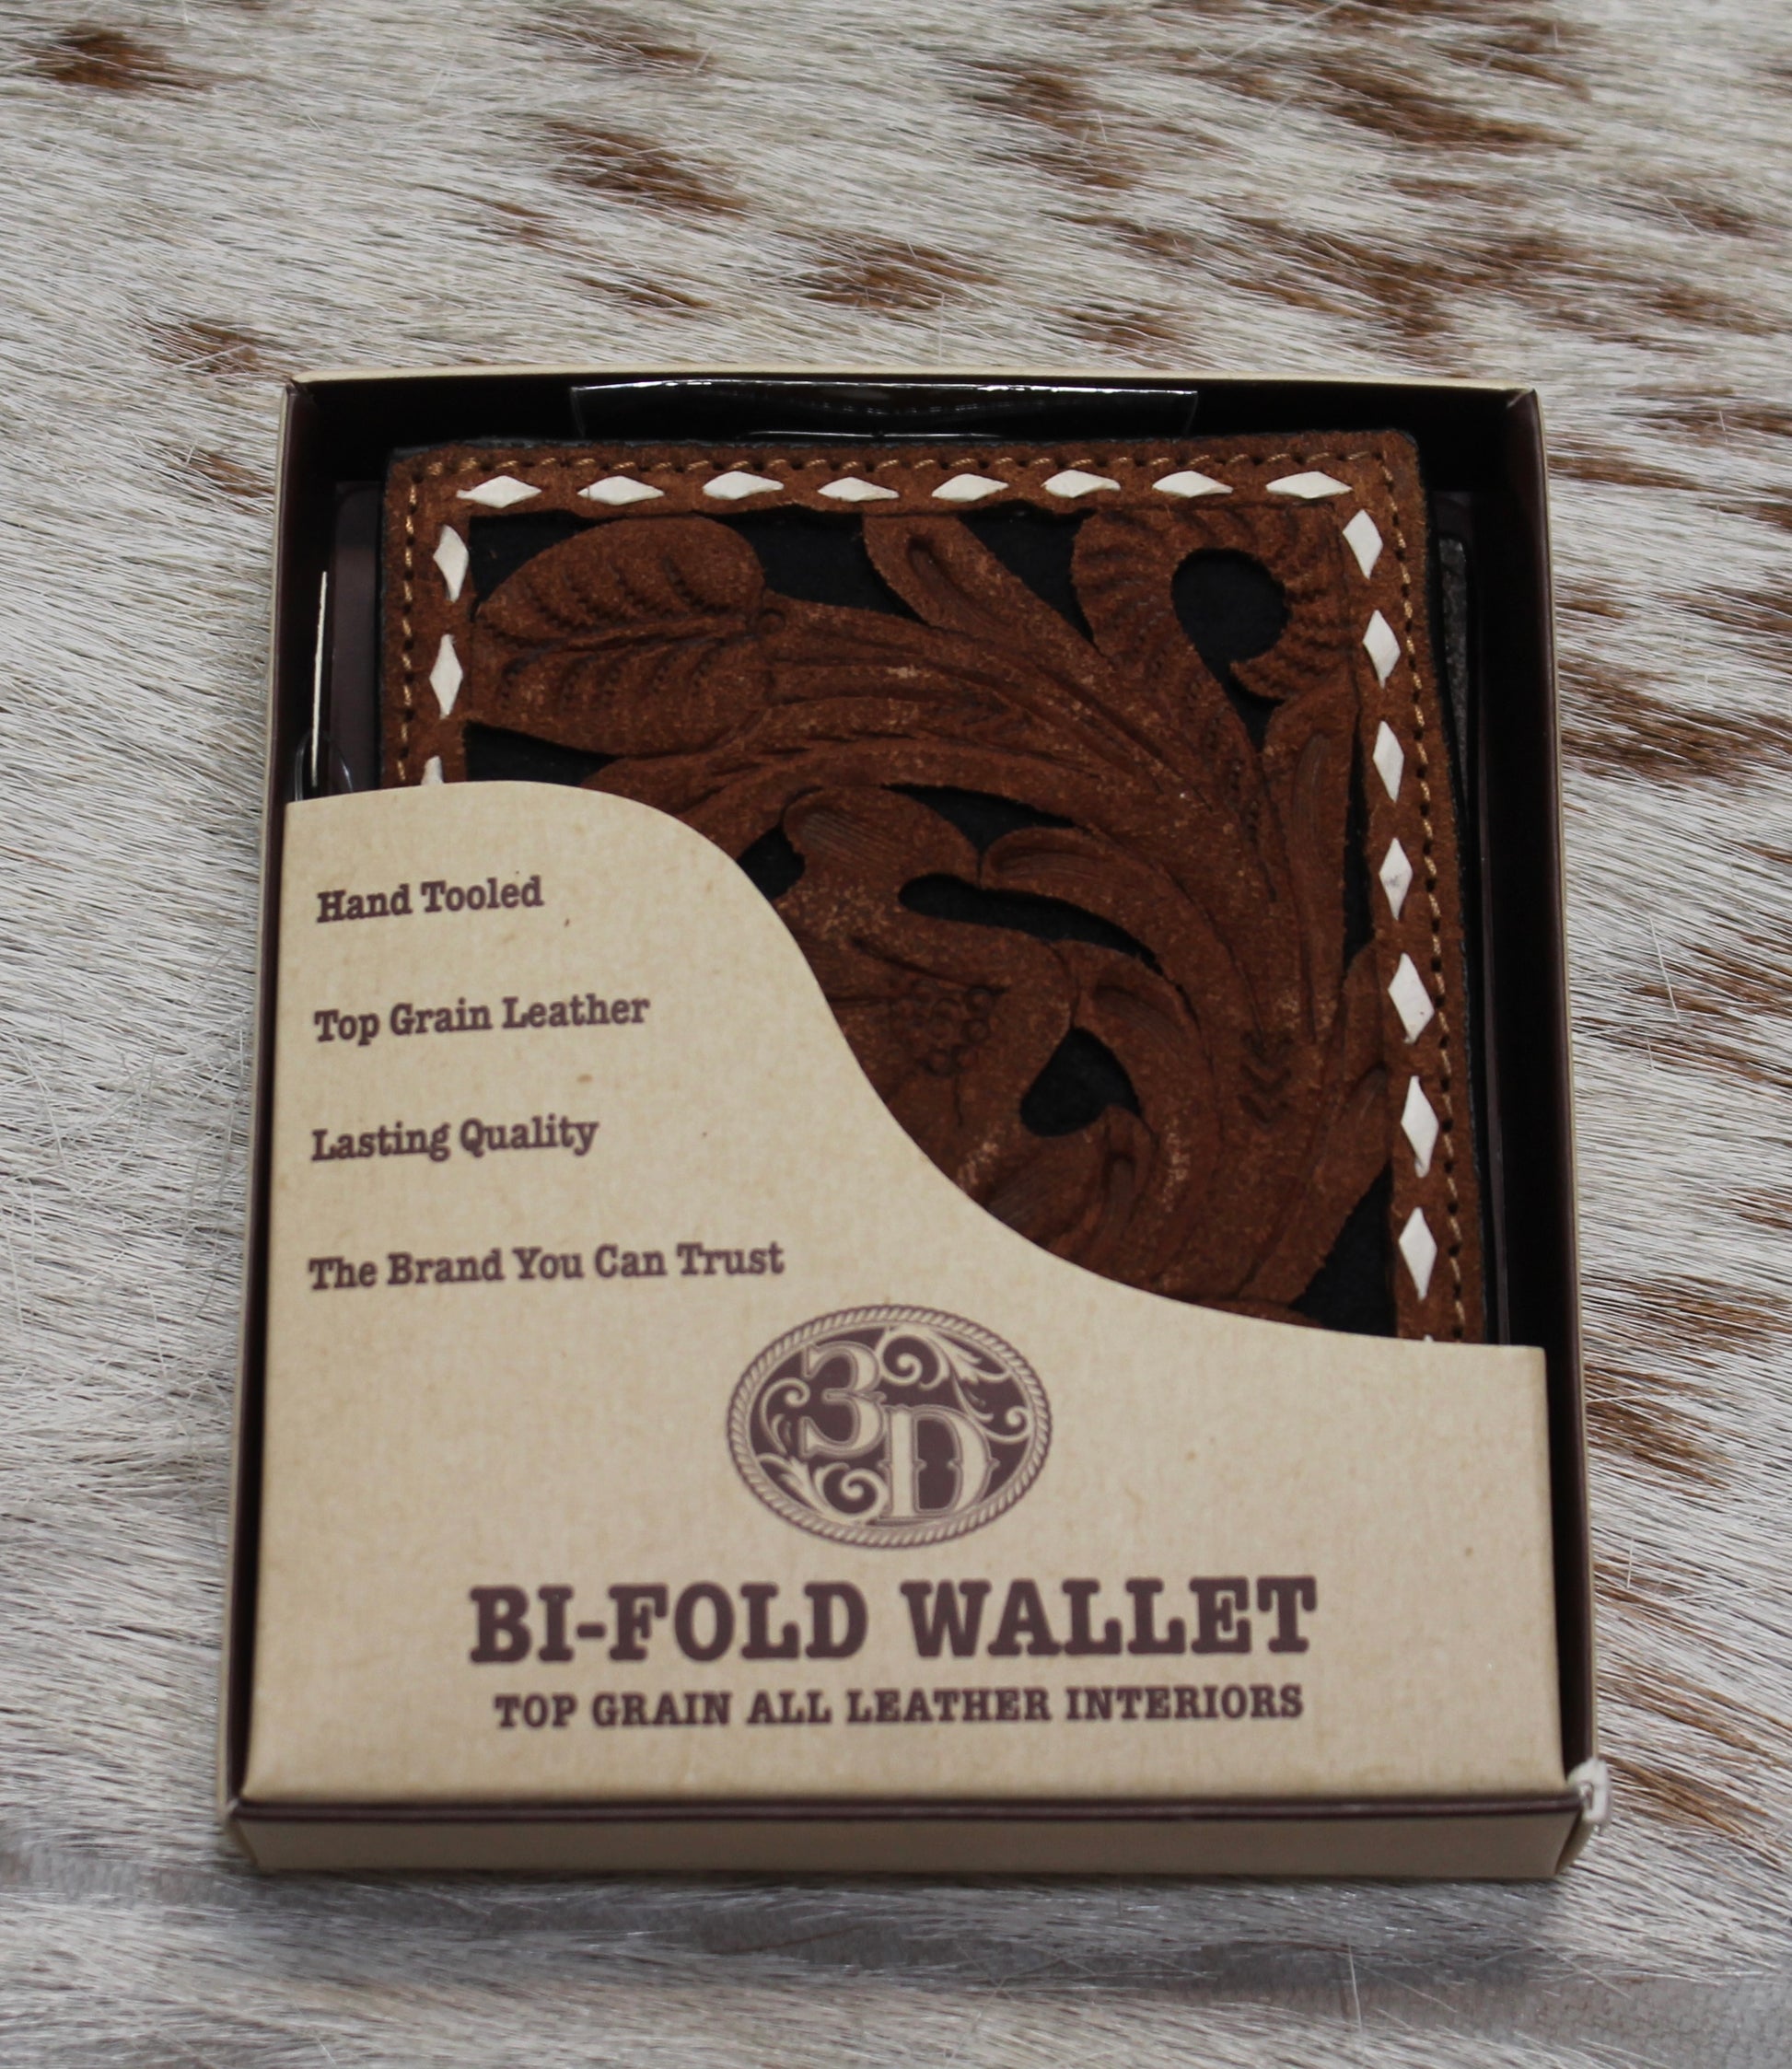 Hand Tooled
Top Grain Leather
Lasting Quality
The Brand You Can Trust
3D
BI-FOLD WALLET
TOP GRAIN ALL LEATHER INTERIORS